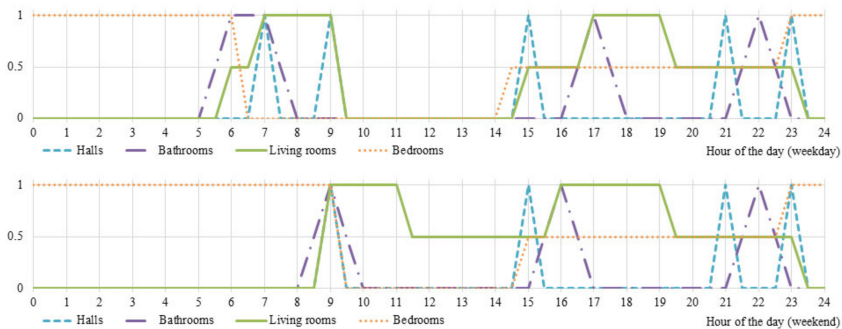 1
0.5
0
0 1 2 3 4 5 6 7 8 9 10 11 12 13 14 15 16 17 18 19 20 21 22 23 24
Halls Bathrooms Living rooms Bedrooms Hour of the day (weekday)
1
0.5
0
0 1 2 3 4 5 6 7 8 9 10 11 12 13 14 15 16 17 18 19 20 21 22 23 24
Halls Bathrooms Living rooms Bedrooms Hour of the day (weekend)